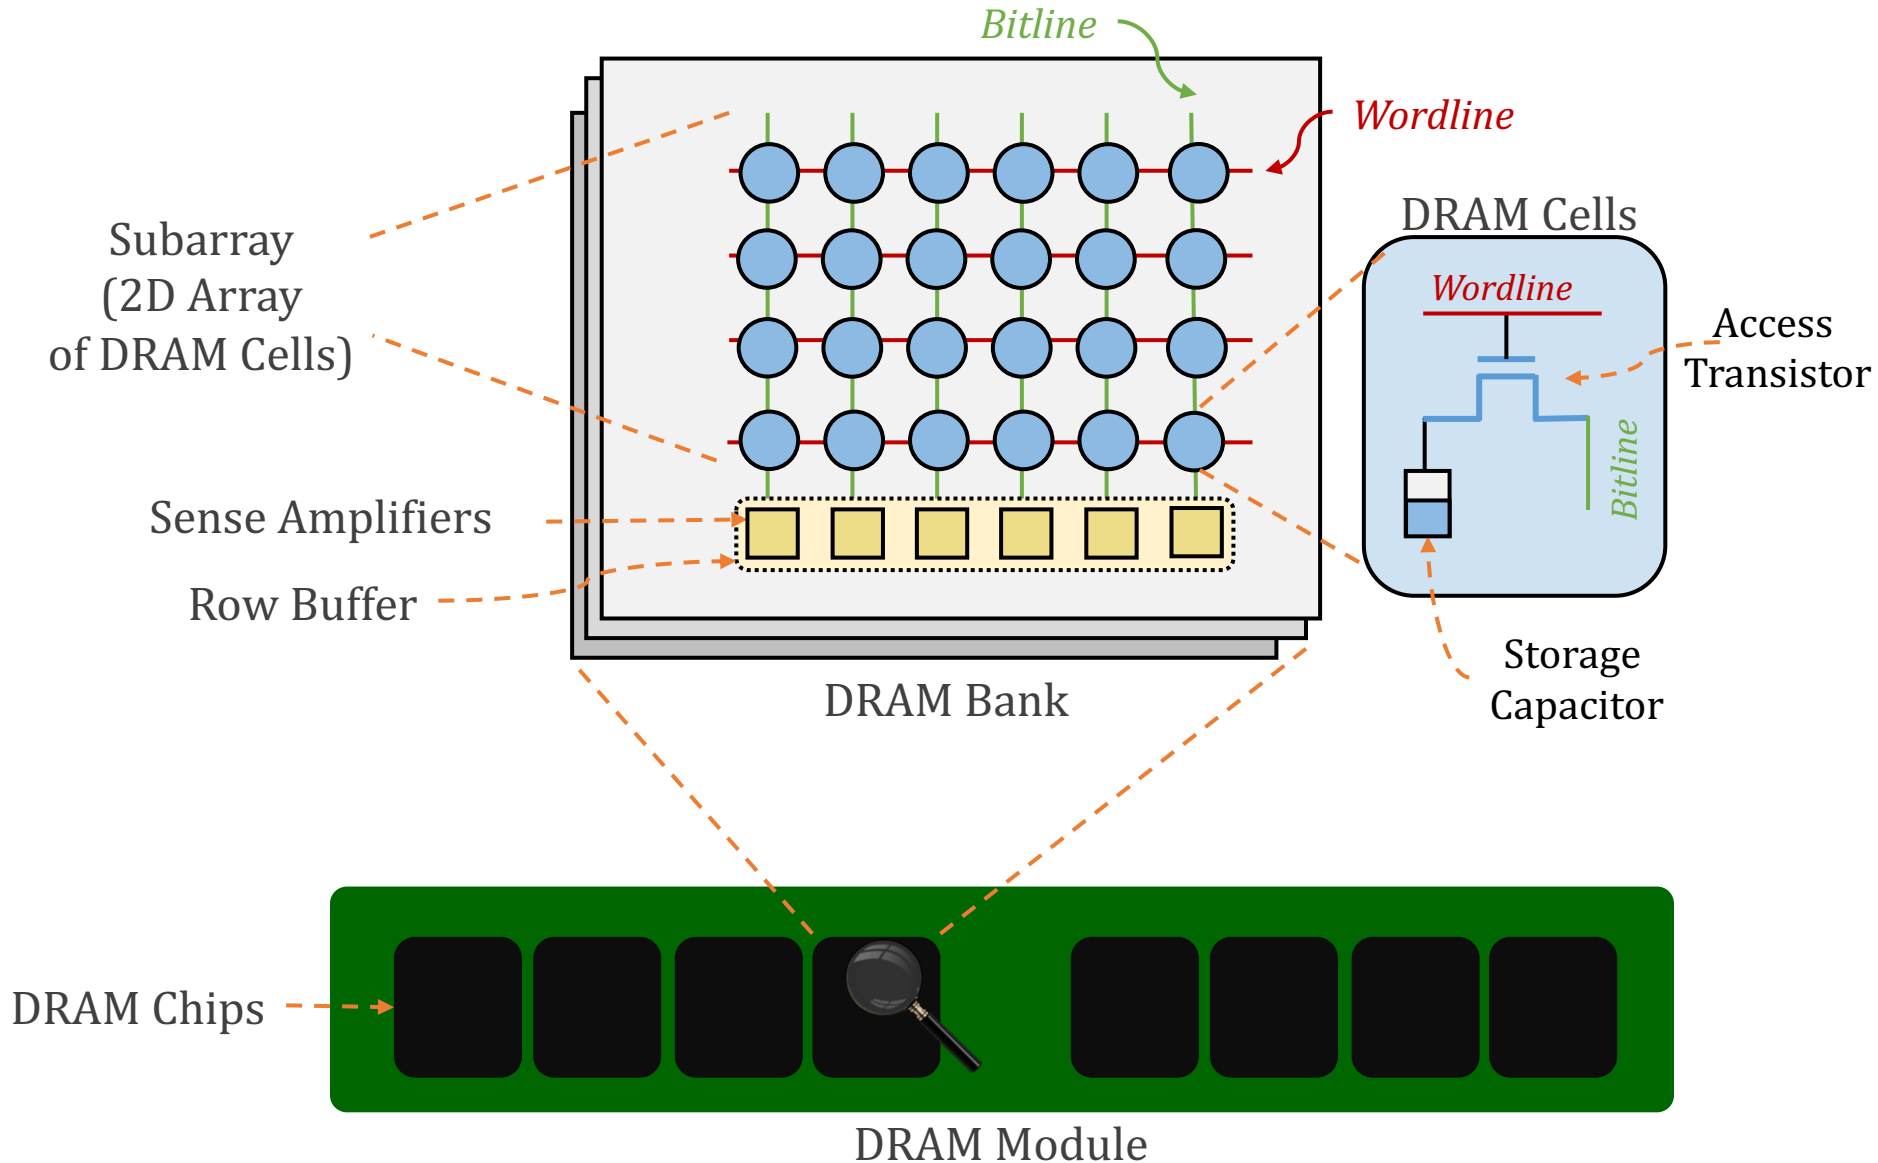 Bitline
Wordline
DRAM Cells
Subarray
(2D Array
of DRAM Cells)
Wordline
Access
Transistor
Bitline
Sense Amplifiers
Row Buffer
Storage
Capacitor
DRAM Bank
DRAM Chips
DRAM Module